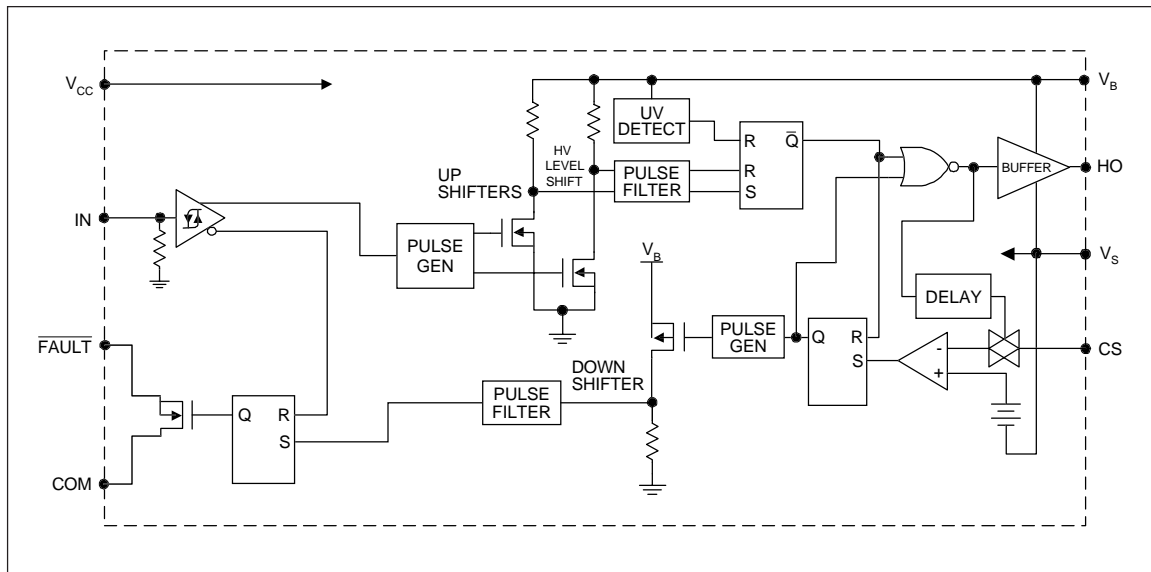 VCC
VB
UV
DETECT
R
Q̅
HV
LEVEL
SHIFT
R
PULSE
FILTER
S
BUFFER
HO
UP
SHIFTERS
IN
PULSE
GEN
VB
VS
DELAY
FAULT̅
PULSE
GEN
Q
R
S
-
+
CS
DOWN
SHIFTER
PULSE
FILTER
Q
R
S
COM